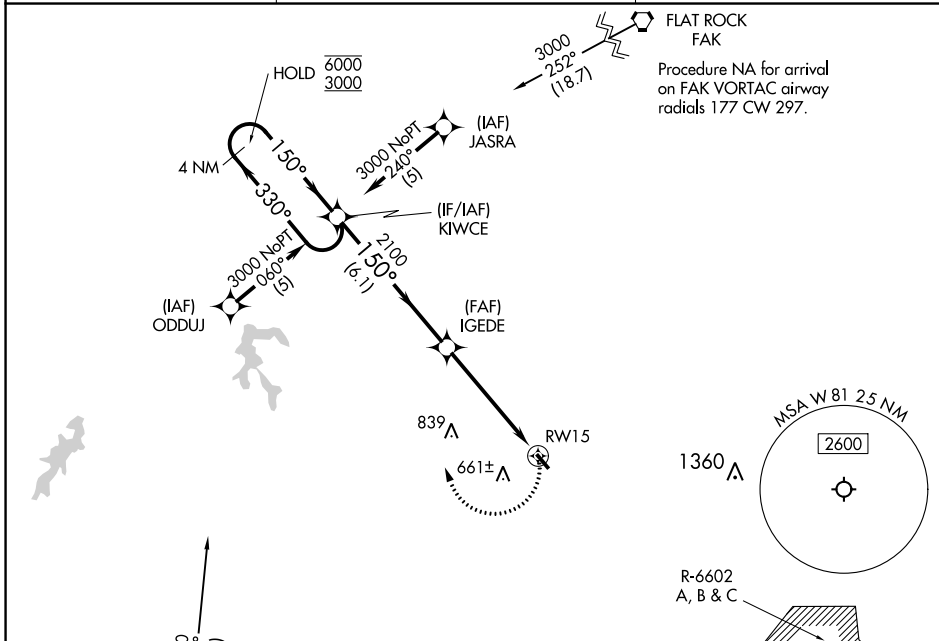 FLAT ROCK
FAK
3000
252°
(18.7)
Procedure NA for arrival
on FAK VORTAC airway
radials 177 CW 297.
HOLD
6000
3000
4 NM
150°
330°
(IAF)
JASRA
3000 NoPT
240°
(5)
(IF/IAF)
KIWCE
3000 NoPT
060°
(5)
(IAF)
ODDUJ
2100
150°
(6.1)
(FAF)
IGEDE
839
661±
RW15
1360
MSA W 81 25 NM
2600
R-6602
A, B & C